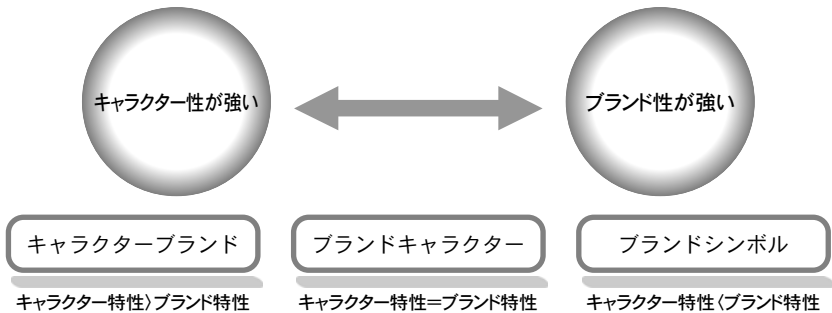 キャラクター性が強い
ブランド性が強い
キャラクターブランド
ブランドキャラクター
ブランドシンボル
キャラクター特性〉ブランド特性
キャラクター特性=ブランド特性
キャラクター特性〈ブランド特性